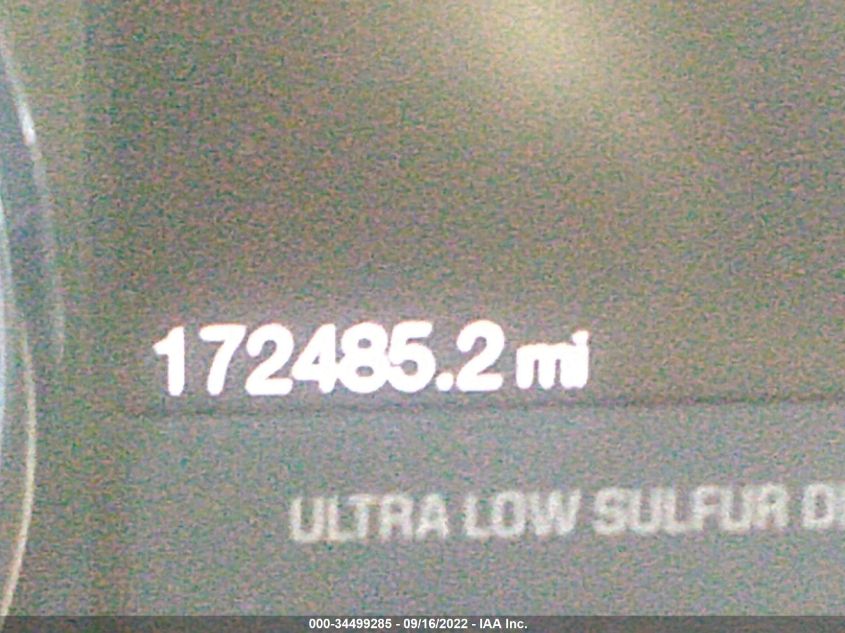 172485.2 mi
ULTRA LOW SULFUR
000-34499285 - 09/16/2022 - IAA Inc.